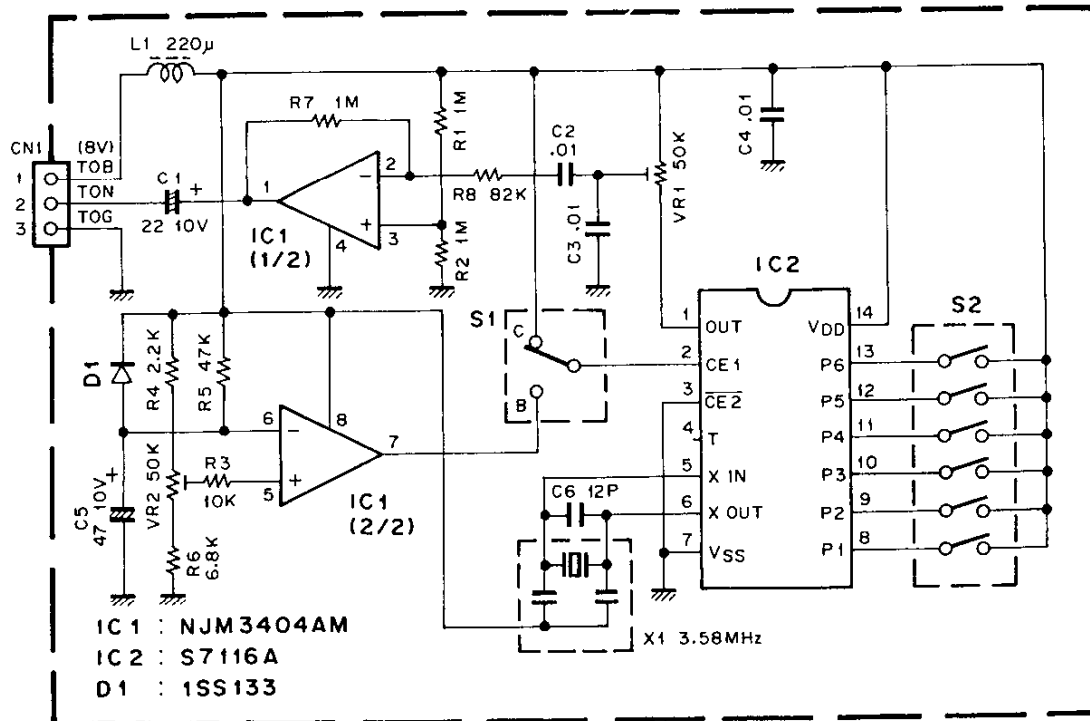 L1 220μ
R7 1M
R1 1M
C2
.01
C4 .01
CN1 (8V)
1 TOB
2 TON
3 TOG
C1 +
22 10V
1
2
-
+
3
4
IC1
(1/2)
R8 82K
R2 1M
C3 .01
VR1 50K
IC2
S1
C
B
S2
1 OUT
2 CE1
3 CE2
4 T
5 X IN
6 X OUT
7 VSS
VDD 14
P6 13
P5 12
P4 11
P3 10
P2 9
P1 8
D1
R4 2.2K
R5 47K
6
-
8
7
+
5
R3
10K
IC1
(2/2)
+
C5
47 10V
VR2 50K
R6
6.8K
C6 12P
X1 3.58MHz
IC1 : NJM3404AM
IC2 : S7116A
D1 : 1SS133